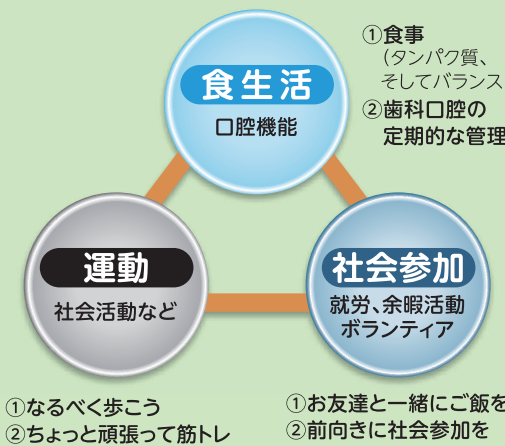 食生活
口腔機能
①食事
(タンパク質、
そしてバランス
②歯科口腔の
定期的な管理
運動
社会活動など
社会参加
就労、余暇活動
ボランティア
①なるべく歩こう
②ちょっと頑張って筋トレ
①お友達と一緒にご飯を
②前向きに社会参加を